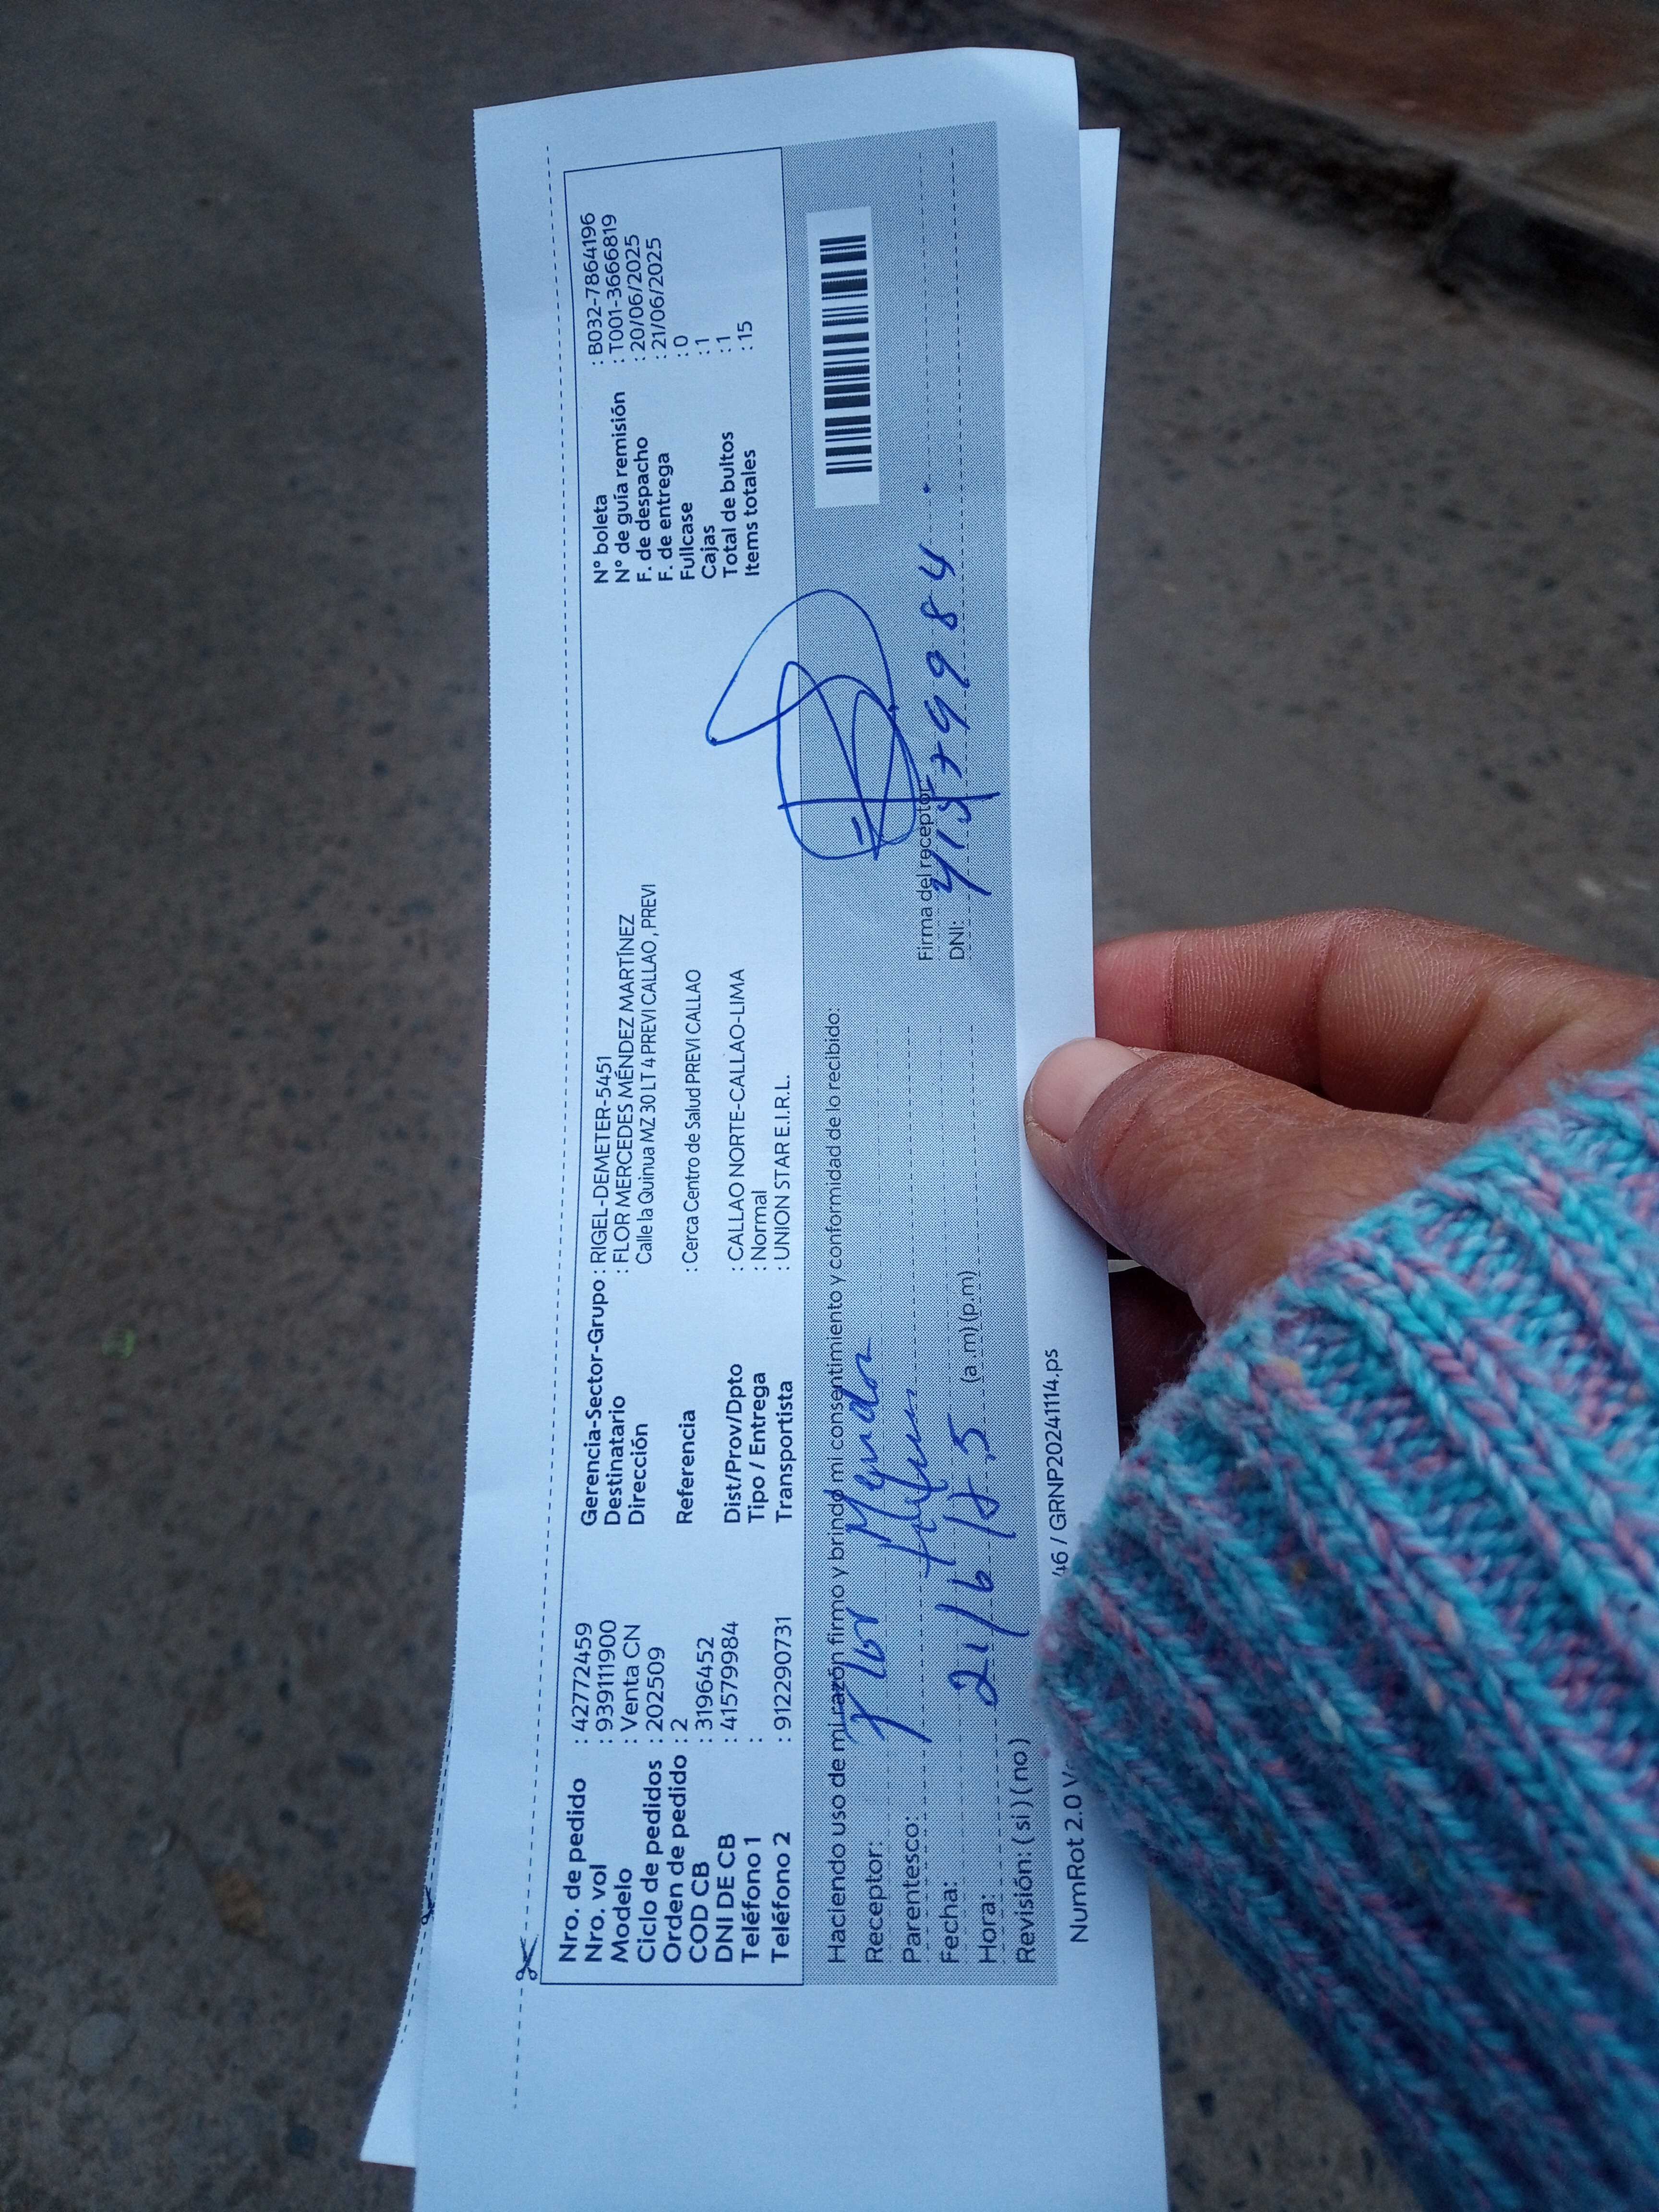 Nro. de pedido : 42772459
Nro. vol : 939111900
Modelo : Venta CN
Ciclo de pedidos : 202509
Orden de pedido : 2
COD CB : 3196452
DNI DE CB : 41579984
Teléfono 1 :
Teléfono 2 : 912290731
Gerencia-Sector-Grupo : RIGEL-DEMETER-5451
Destinatario : FLOR MERCEDES MÉNDEZ MARTÍNEZ
Dirección Calle la Quinua MZ 30 LT 4 PREVI CALLAO , PREVI
Referencia : Cerca Centro de Salud PREVI CALLAO
Dist/Prov/Dpto : CALLAO NORTE-CALLAO-LIMA
Tipo / Entrega : Normal
Transportista : UNION STAR E.I.R.L.
N° boleta : B032-7864196
N° de guía remisión : T001-3666819
F. de despacho : 20/06/2025
F. de entrega : 21/06/2025
Fullcase : 0
Cajas : 1
Total de bultos : 1
Items totales : 15
Haciendo uso de mi razón firmo y brindo mi consentimiento y conformidad de lo recibido:
Receptor: Flor Mendez
Parentesco:
Fecha: 21/6/
Hora: (a .m) (p.m)
Revisión: ( si ) ( no )
Firma del receptor:
DNI: 41579984
NumRot 2.0 46 / GRNP20241114.ps